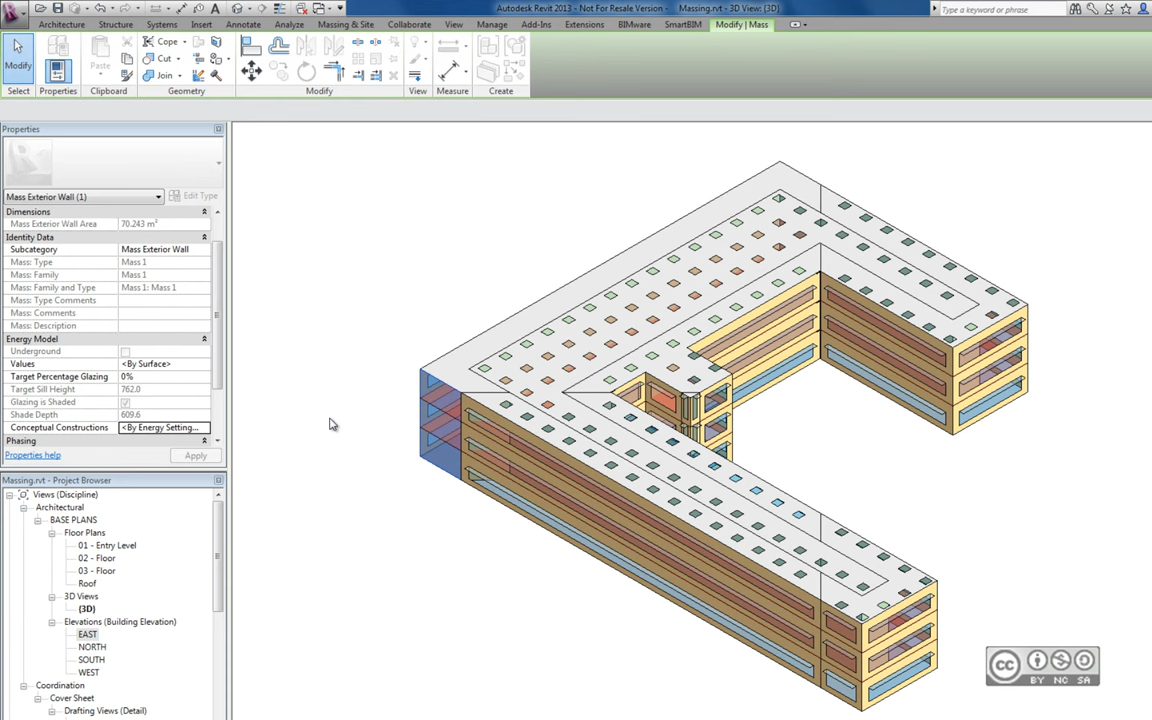 Autodesk Revit 2013 - Not For Resale Version - Massing.rvt - 3D View: {3D}
Type a keyword or phrase
Architecture Structure Systems Insert Annotate Analyze Massing & Site Collaborate View Manage Add-Ins Extensions BIMware SmartBIM Modify | Mass
Modify Paste Cope
Cut
Join
Select Properties Clipboard Geometry Modify View Measure Create
Properties
Mass Exterior Wall (1) Edit Type
Dimensions
Mass Exterior Wall Area 70.243 m²
Identity Data
Subcategory Mass Exterior Wall
Mass: Type Mass 1
Mass: Family Mass 1
Mass: Family and Type Mass 1: Mass 1
Mass: Type Comments
Mass: Comments
Mass: Description
Energy Model
Underground
Values <By Surface>
Target Percentage Glazing 0%
Target Sill Height 762.0
Glazing is Shaded
Shade Depth 609.6
Conceptual Constructions <By Energy Setting...
Phasing
Properties help Apply
Massing.rvt - Project Browser
Views (Discipline)
Architectural
BASE PLANS
Floor Plans
01 - Entry Level
02 - Floor
03 - Floor
Roof
3D Views
{3D}
Elevations (Building Elevation)
EAST
NORTH
SOUTH
WEST
Coordination
Cover Sheet
Drafting Views (Detail)
cc
BY NC SA